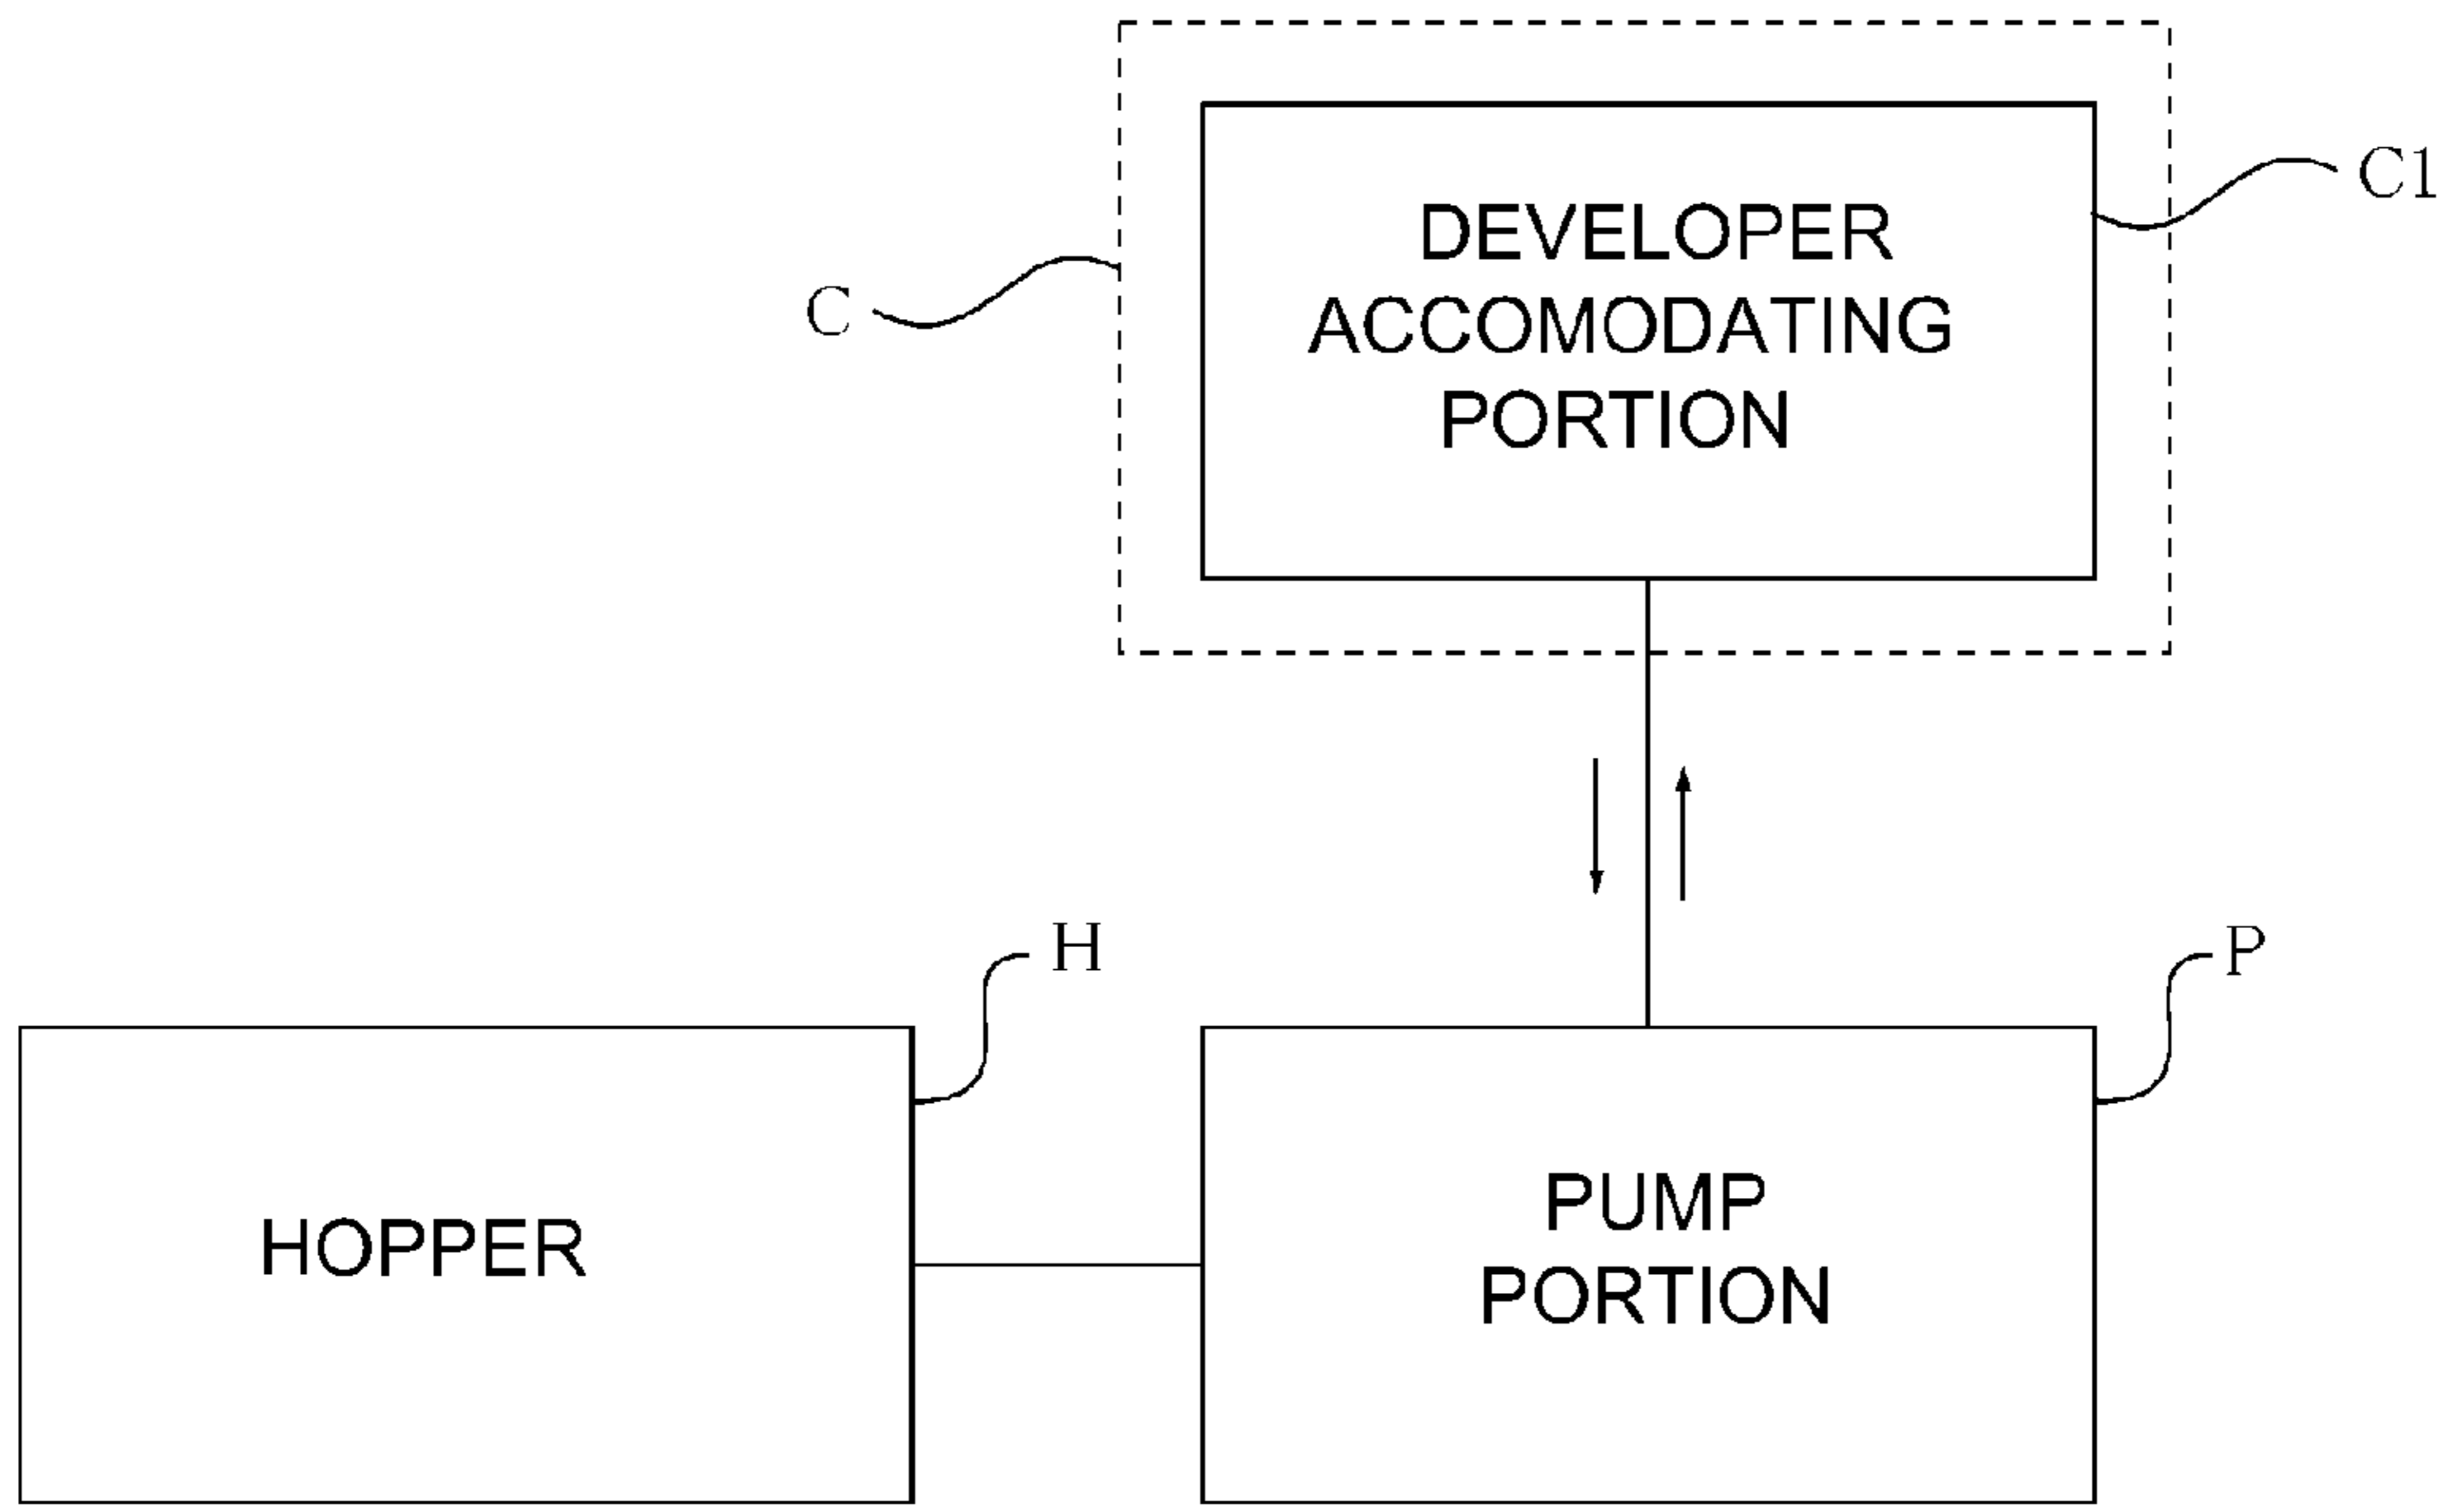 DEVELOPER
ACCOMODATING
PORTION
C1
C
H
P
HOPPER
PUMP
PORTION